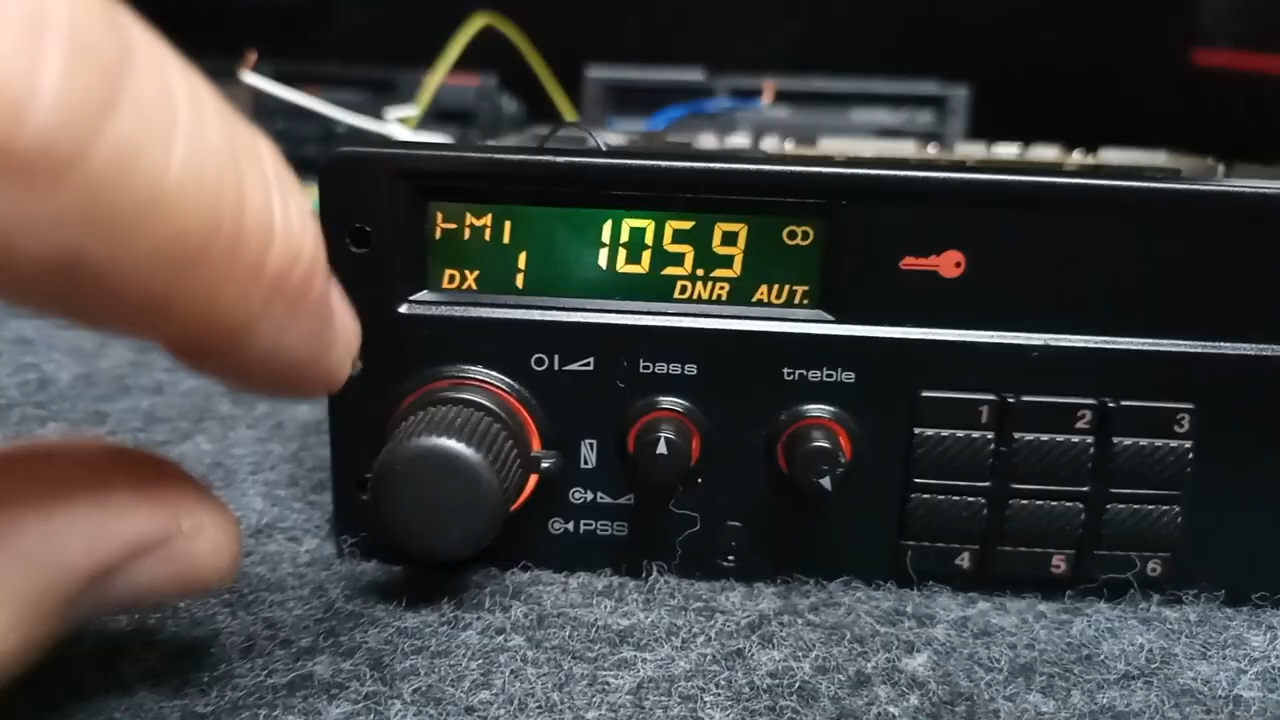 FM1 105.9
DX 1 DNR AUT.
bass treble
PSS
1 2 3
4 5 6